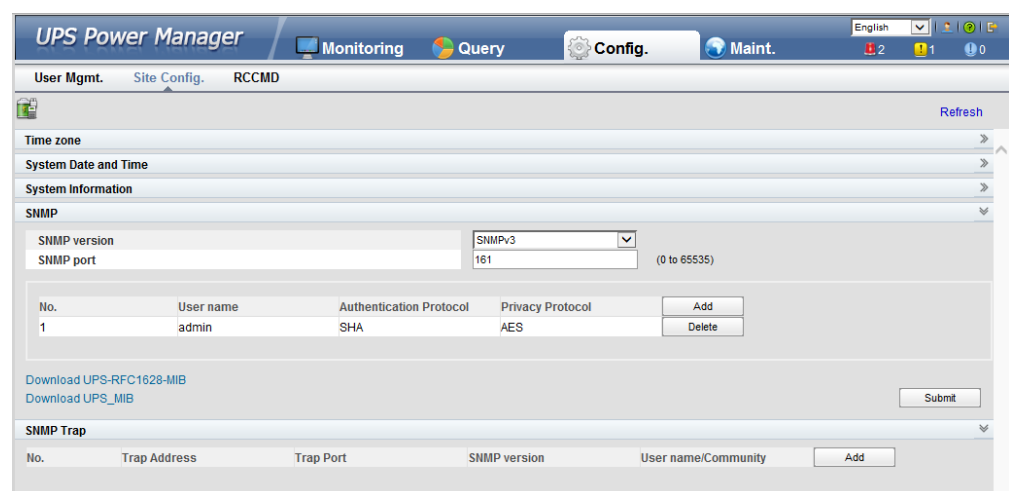 UPS Power Manager
Monitoring Query Config. Maint.
English
2 1 0
User Mgmt. Site Config. RCCMD
Refresh
Time zone
System Date and Time
System Information
SNMP
SNMP version SNMPv3
SNMP port 161 (0 to 65535)
No. User name Authentication Protocol Privacy Protocol Add
1 admin SHA AES Delete
Download UPS-RFC1628-MIB
Download UPS_MIB
Submit
SNMP Trap
No. Trap Address Trap Port SNMP version User name/Community Add